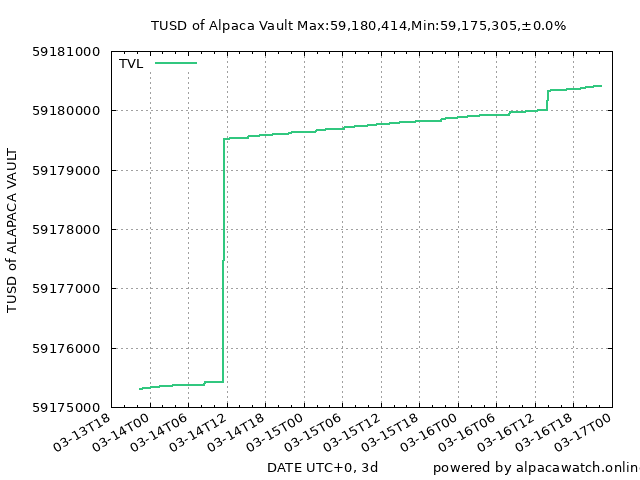 TUSD of Alpaca Vault Max:59,180,414,Min:59,175,305,±0.0%
TVL
59181000
59180000
59179000
59178000
59177000
59176000
59175000
TUSD of ALAPACA VAULT
03-13T18
03-14T00
03-14T06
03-14T12
03-14T18
03-15T00
03-15T06
03-15T12
03-15T18
03-16T00
03-16T06
03-16T12
03-16T18
03-17T00
DATE UTC+0, 3d
powered by alpacawatch.onlin